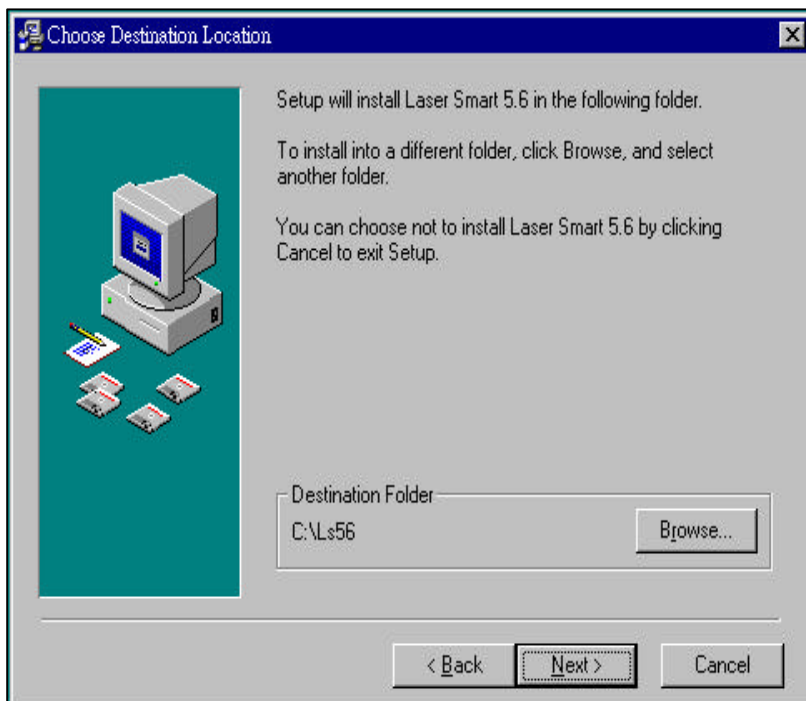 Choose Destination Location
Setup will install Laser Smart 5.6 in the following folder.
To install into a different folder, click Browse, and select
another folder.
You can choose not to install Laser Smart 5.6 by clicking
Cancel to exit Setup.
Destination Folder
C:\Ls56
Browse...
< Back
Next >
Cancel